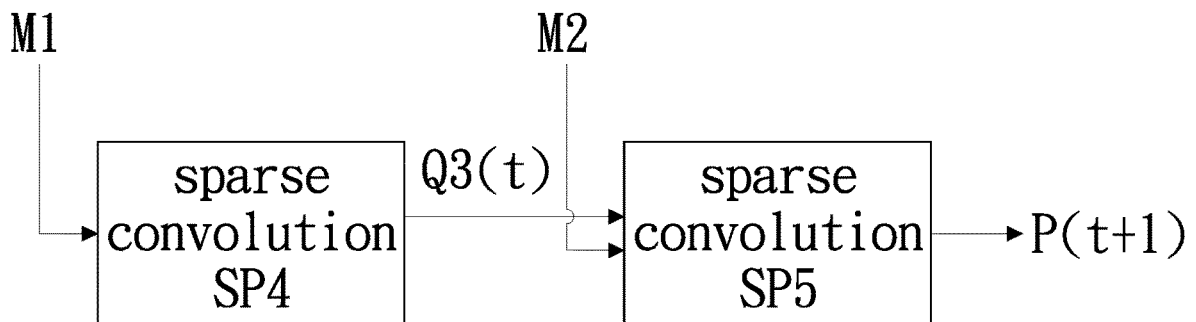 M1
M2
sparse
convolution
SP4
Q3(t)
sparse
convolution
SP5
P(t+1)